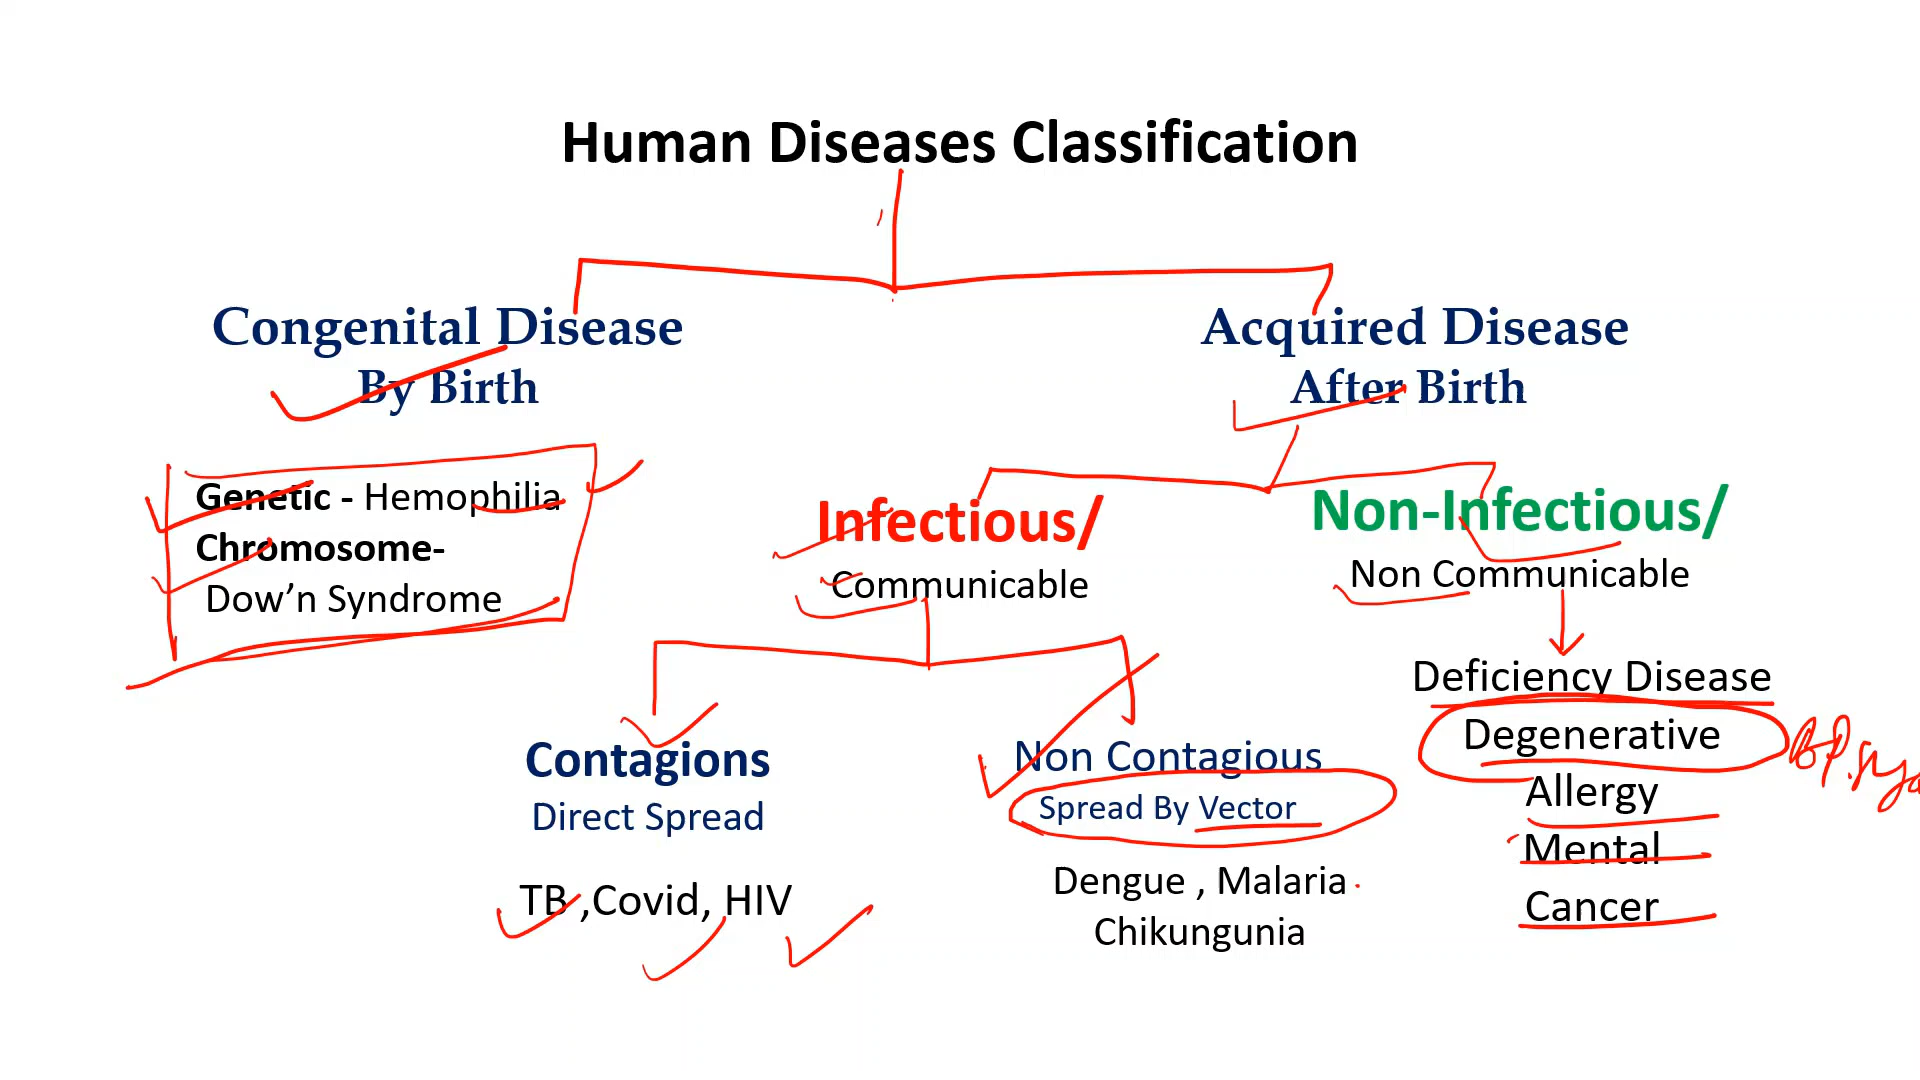 Human Diseases Classification
Congenital Disease
By Birth
Genetic - Hemophilia
Chromosome-
Dow’n Syndrome
Acquired Disease
After Birth
Infectious/
Communicable
Non-Infectious/
Non Communicable
Contagions
Direct Spread
TB ,Covid, HIV
Non Contagious
Spread By Vector
Dengue , Malaria
Chikungunia
Deficiency Disease
Degenerative
BP.
Allergy
Mental
Cancer